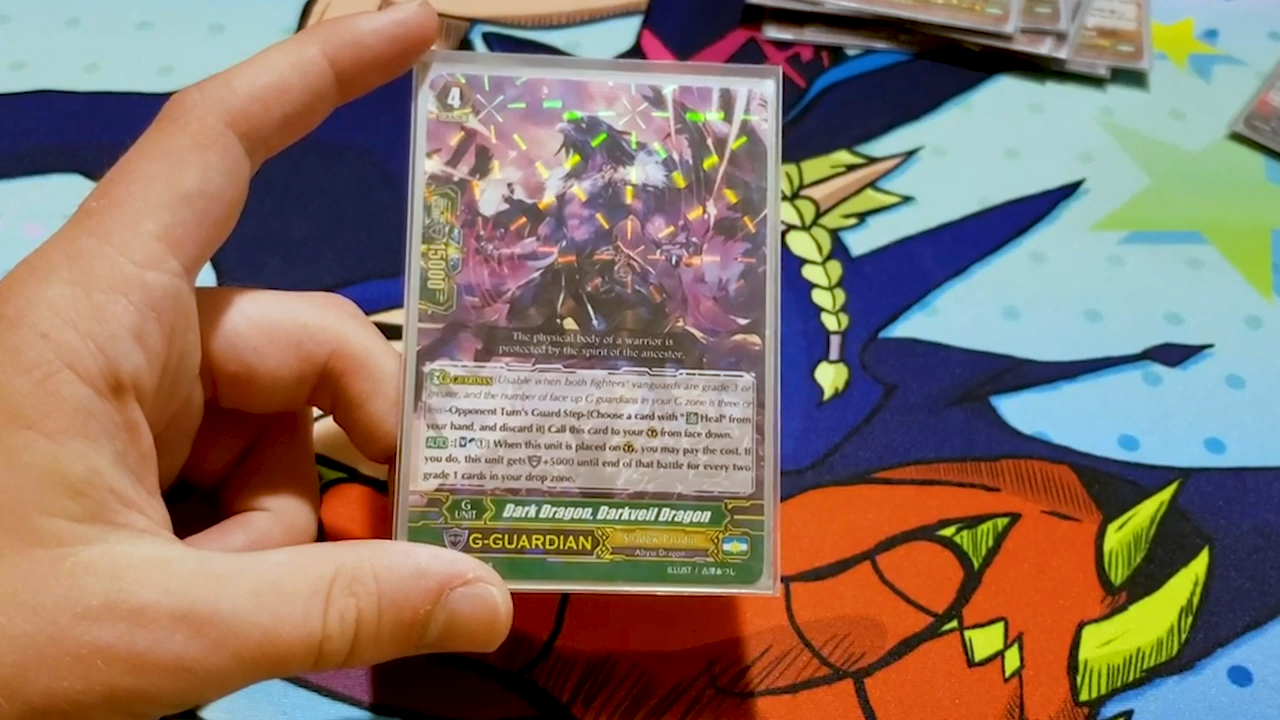 4
15000
The physical body of a warrior is
protected by the spirit of the ancestor.
G GUARDIAN (Usable when both fighters' vanguards are grade 3 or
greater, and the number of face up G guardians in your G zone is three or
less)-Opponent Turn's Guard Step-[Choose a card with "Heal" from
your hand, and discard it] Call this card to your from face down.
AUTO :[ (1)] When this unit is placed on , you may pay the cost. If
you do, this unit gets +5000 until end of that battle for every two
grade 1 cards in your drop zone.
G UNIT Dark Dragon, Darkveil Dragon
G-GUARDIAN Shadow Paladin
Abyss Dragon
ILLUST /